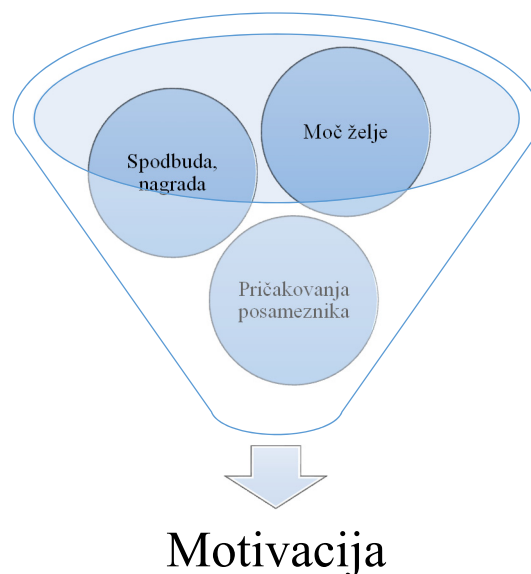 Moč želje
Spodbuda,
nagrada
Pričakovanja
posameznika
Motivacija